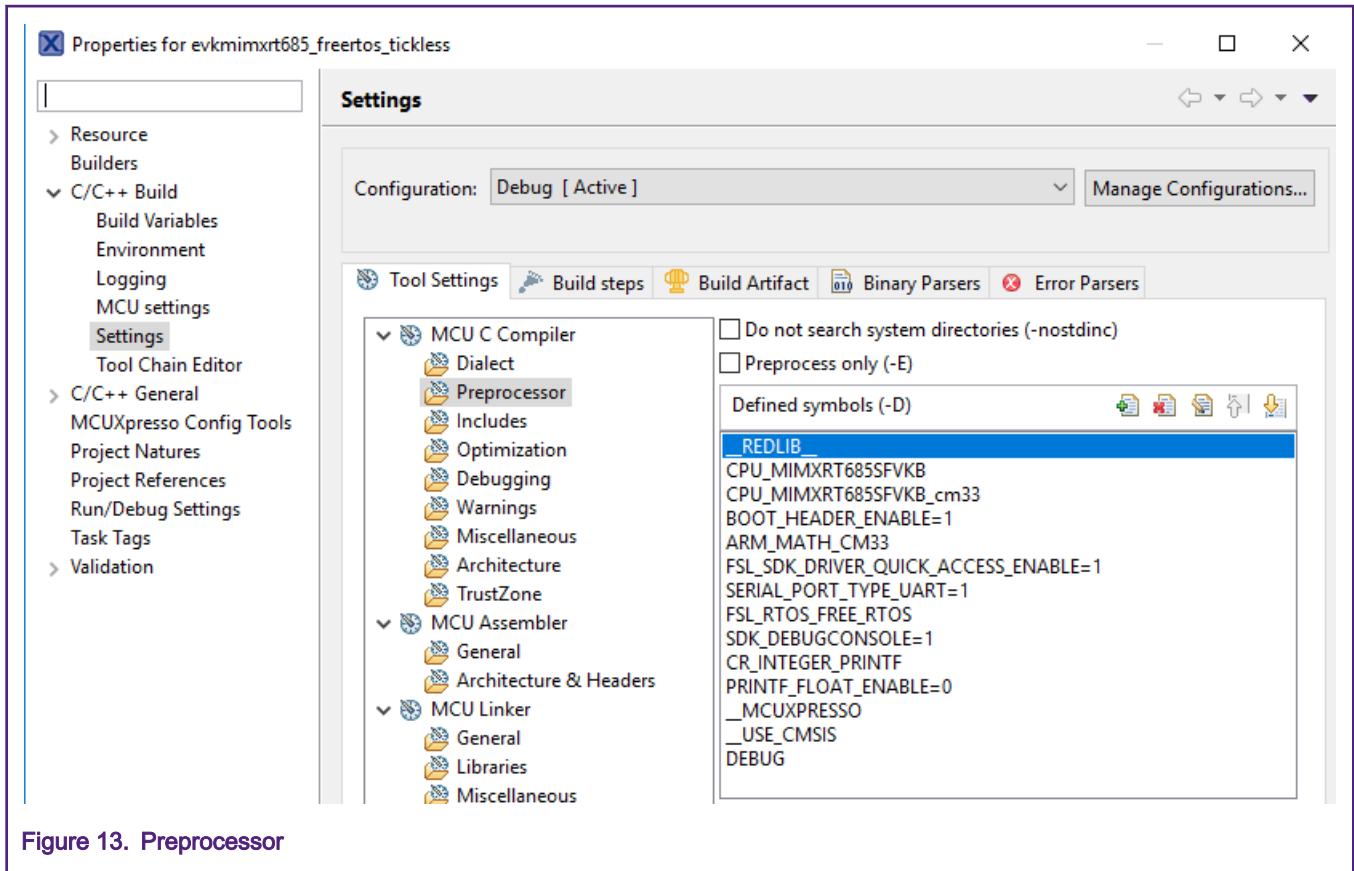 Properties for evkmimxrt685_freertos_tickless
Settings
Resource
Builders
C/C++ Build
Build Variables
Environment
Logging
MCU settings
Settings
Tool Chain Editor
C/C++ General
MCUXpresso Config Tools
Project Natures
Project References
Run/Debug Settings
Task Tags
Validation
Configuration: Debug [ Active ] Manage Configurations...
Tool Settings Build steps Build Artifact Binary Parsers Error Parsers
MCU C Compiler
Dialect
Preprocessor
Includes
Optimization
Debugging
Warnings
Miscellaneous
Architecture
TrustZone
MCU Assembler
General
Architecture & Headers
MCU Linker
General
Libraries
Miscellaneous
Do not search system directories (-nostdinc)
Preprocess only (-E)
Defined symbols (-D)
__REDLIB__
CPU_MIMXRT685SFVKB
CPU_MIMXRT685SFVKB_cm33
BOOT_HEADER_ENABLE=1
ARM_MATH_CM33
FSL_SDK_DRIVER_QUICK_ACCESS_ENABLE=1
SERIAL_PORT_TYPE_UART=1
FSL_RTOS_FREE_RTOS
SDK_DEBUGCONSOLE=1
CR_INTEGER_PRINTF
PRINTF_FLOAT_ENABLE=0
__MCUXPRESSO
__USE_CMSIS
DEBUG
Figure 13. Preprocessor